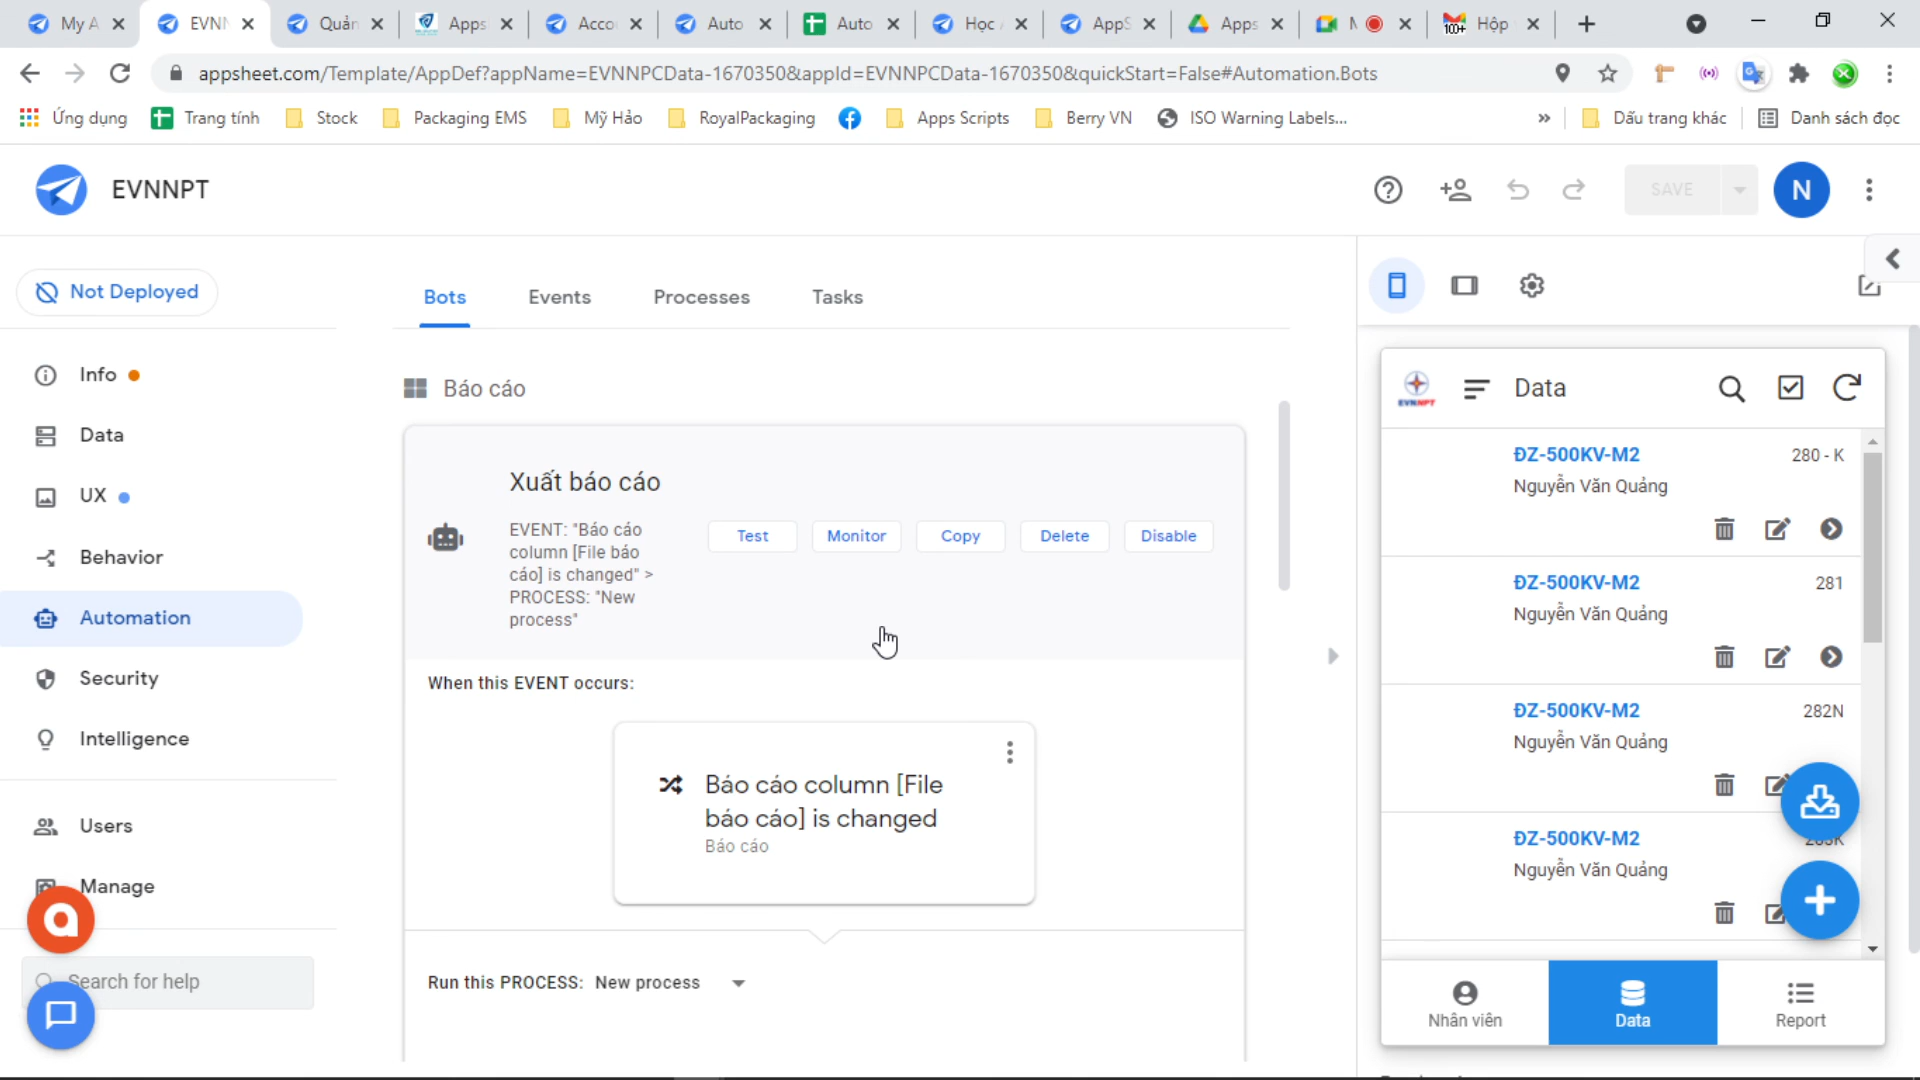 My A
EVNN
Quản
Apps
Acco
Auto
Auto
Học
AppS
Apps
Hộp
100+
appsheet.com/Template/AppDef?appName=EVNNPCData-1670350&appId=EVNNPCData-1670350&quickStart=False#Automation.Bots
Ứng dụng
Trang tính
Stock
Packaging EMS
Mỹ Hảo
RoyalPackaging
Apps Scripts
Berry VN
ISO Warning Labels...
»
Dấu trang khác
Danh sách đọc
EVNNPT
SAVE
N
Not Deployed
Info
Data
UX
Behavior
Automation
Security
Intelligence
Users
Manage
Search for help
Bots
Events
Processes
Tasks
Báo cáo
Xuất báo cáo
EVENT: "Báo cáo
column [File báo
cáo] is changed" >
PROCESS: "New
process"
Test
Monitor
Copy
Delete
Disable
When this EVENT occurs:
Báo cáo column [File
báo cáo] is changed
Báo cáo
Run this PROCESS: New process
EVNNPT
Data
ĐZ-500KV-M2
280 - K
Nguyễn Văn Quảng
ĐZ-500KV-M2
281
Nguyễn Văn Quảng
ĐZ-500KV-M2
282N
Nguyễn Văn Quảng
ĐZ-500KV-M2
Nguyễn Văn Quảng
Nhân viên
Data
Report